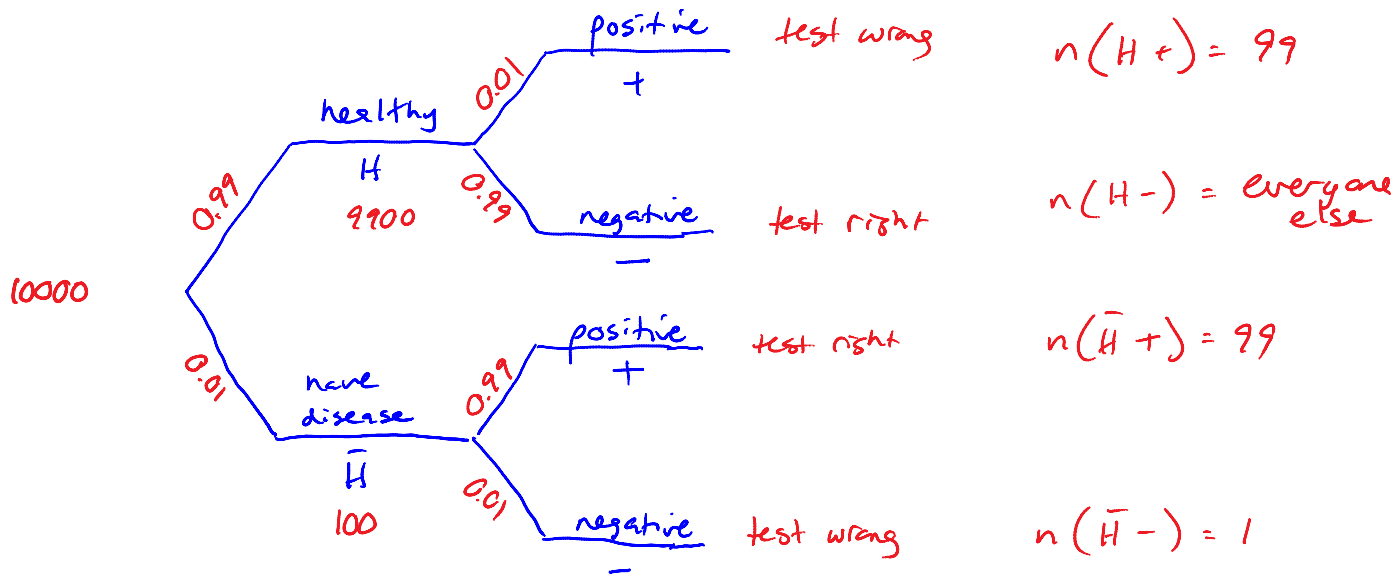 positive
+
test wrong
n(H +) = 99
0.01
healthy
H
9900
0.99
0.99
negative
−
test right
n(H −) = everyone
else
10000
0.01
have
disease
H̄
100
0.99
positive
+
test right
n(H̄ +) = 99
0.01
negative
−
test wrong
n(H̄ −) = 1